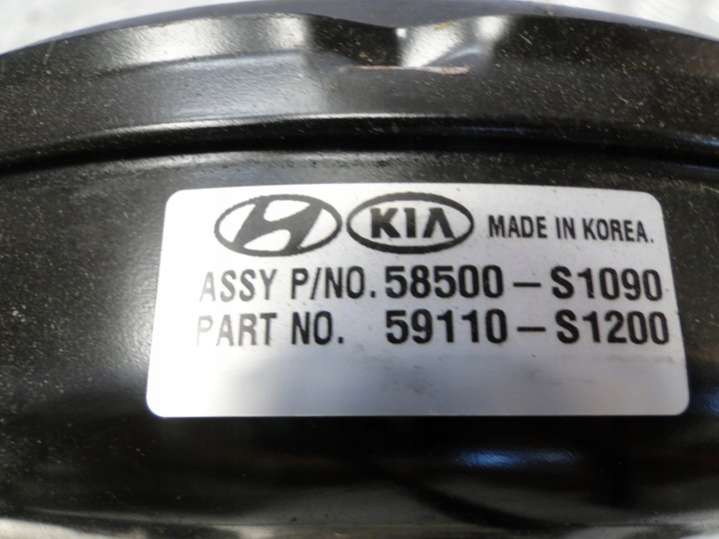 KIA MADE IN KOREA.
ASSY P/NO. 58500-S1090
PART NO. 59110-S1200